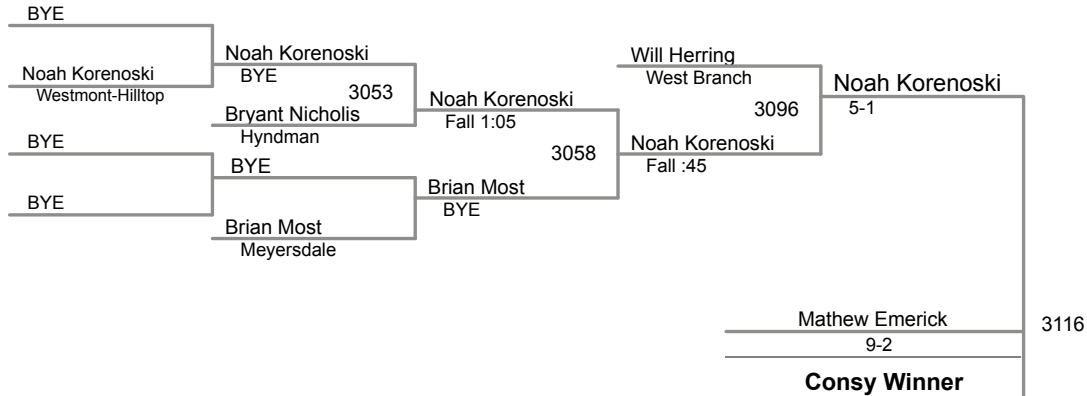 BYE
Noah Korenoski
Westmont-Hilltop
BYE
BYE
Noah Korenoski
BYE
3053
Bryant Nicholis
Hyndman
BYE
Brian Most
Meyersdale
Noah Korenoski
Fall 1:05
3058
Brian Most
BYE
Will Herring
West Branch
3096
Noah Korenoski
Fall :45
Noah Korenoski
5-1
Mathew Emerick
9-2
Consy Winner
3116